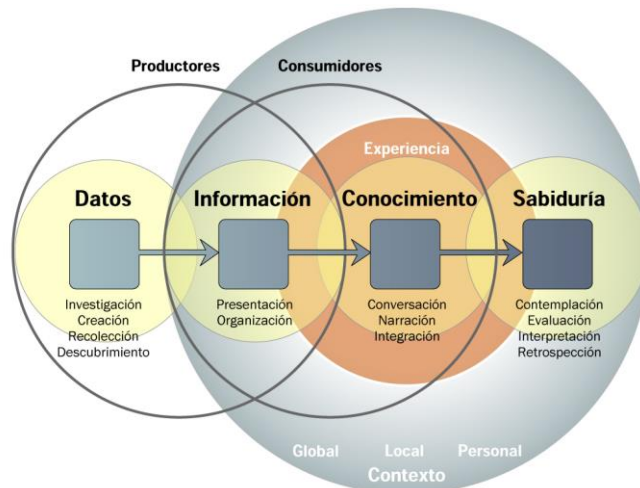 Productores
Consumidores
Experiencia
Datos
Información
Conocimiento
Sabiduría
Investigación
Creación
Recolección
Descubrimiento
Presentación
Organización
Conversación
Narración
Integración
Contemplación
Evaluación
Interpretación
Retrospección
Global
Local
Personal
Contexto